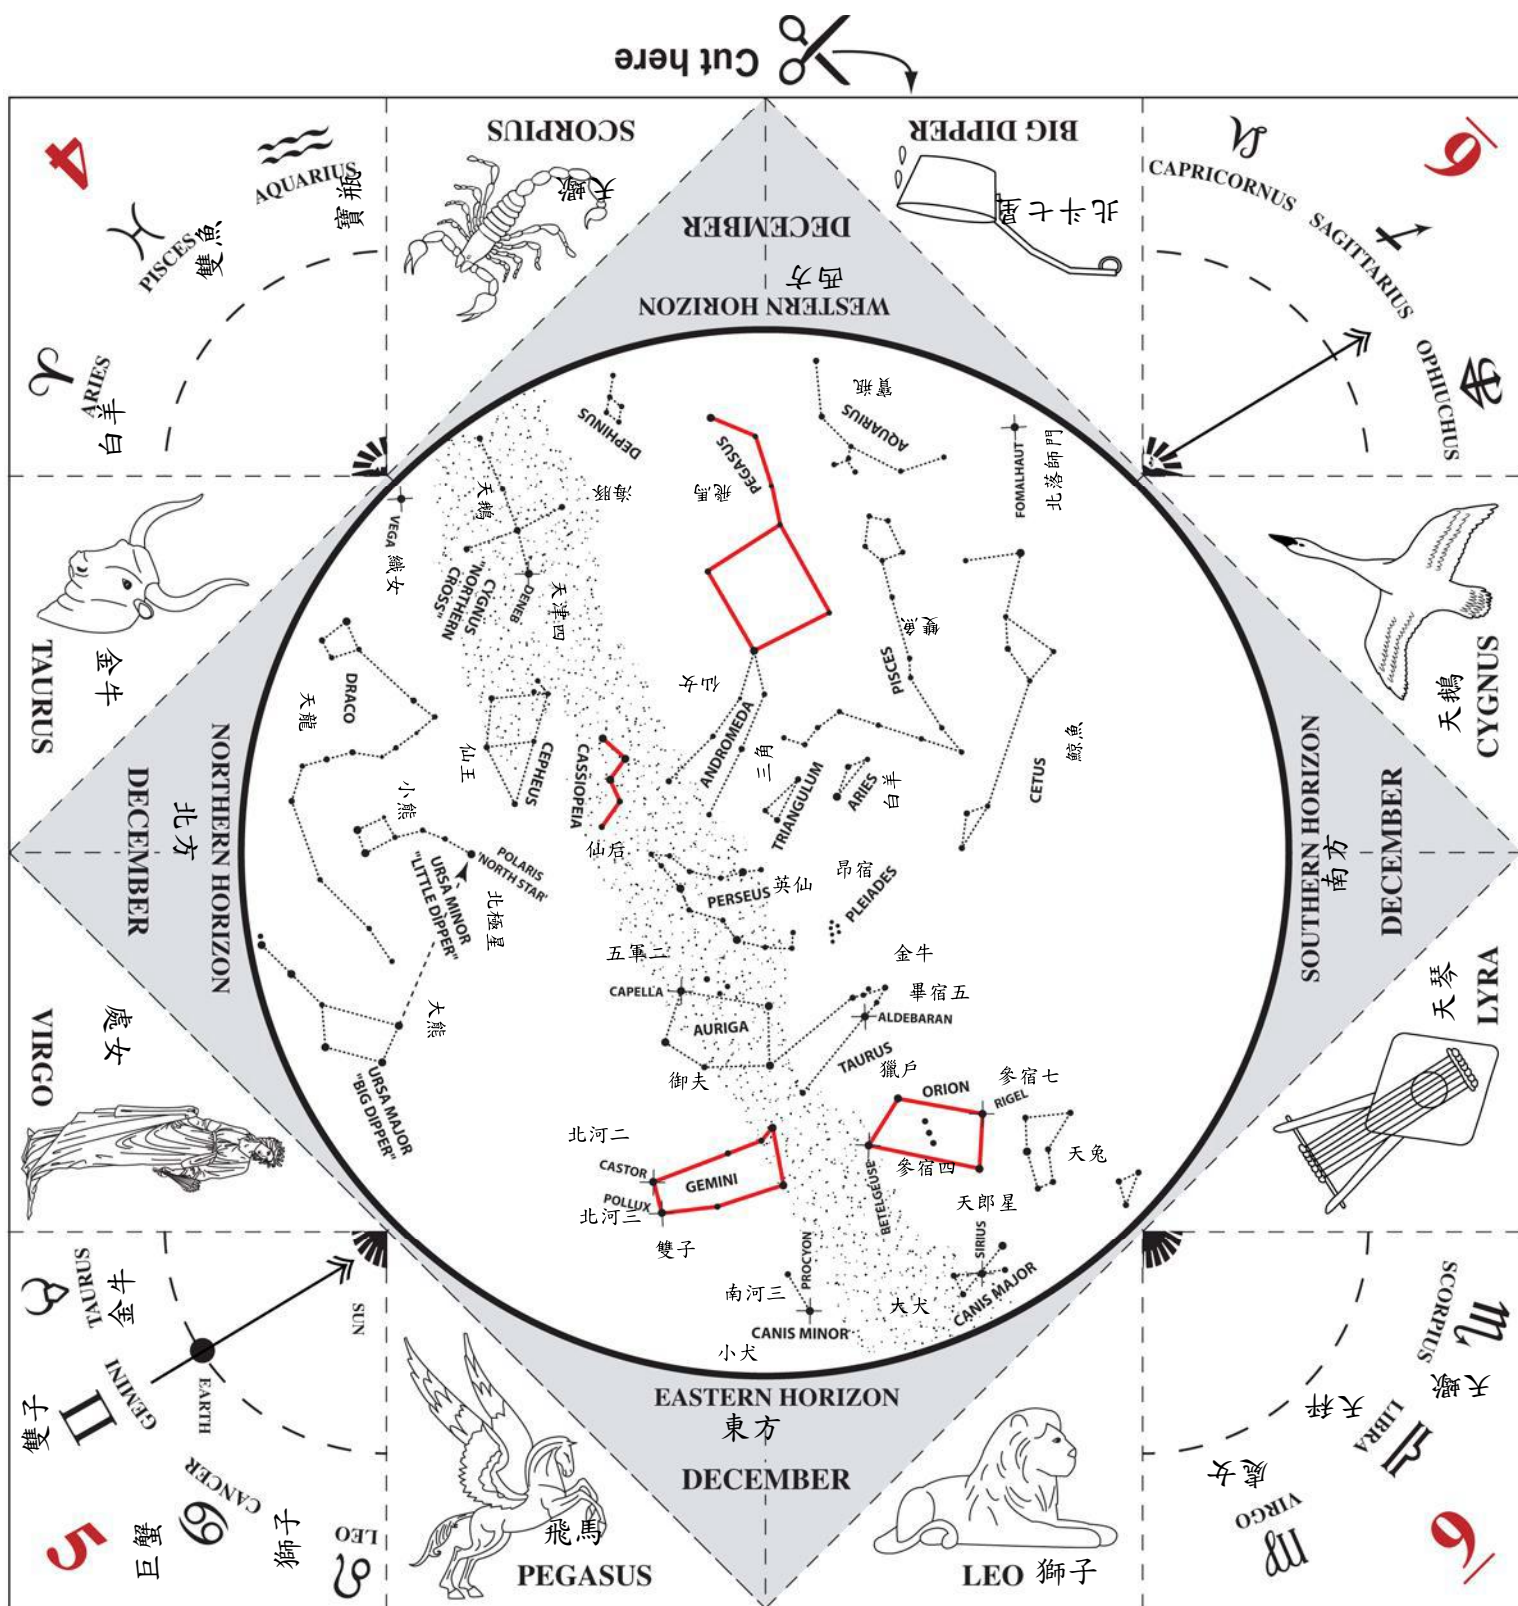 Cut here
4
AQUARIUS
寶瓶
PISCES
雙魚
ARIES
白羊
SCORPIUS
天蠍
DECEMBER
西方
WESTERN HORIZON
BIG DIPPER
北斗七星
6
CAPRICORNUS
SAGITTARIUS
OPHIUCHUS
TAURUS
金牛
NORTHERN HORIZON
北方
DECEMBER
VIRGO
處女
DEPHINUS
海豚
PEGASUS
飛馬
AQUARIUS
寶瓶
FOMALHAUT
北落師門
VEGA
織女
天鵝
CYGNUS
"NORTHERN
CROSS"
DENEB
天津四
DRACO
天龍
仙王
CEPHEUS
CASSIOPEIA
仙后
仙女
ANDROMEDA
PISCES
雙魚
三角
TRIANGULUM
ARIES
白羊
CETUS
鯨魚
小熊
POLARIS
'NORTH STAR'
北極星
URSA MINOR
"LITTLE DIPPER"
PERSEUS
英仙
昴宿
PLEIADES
大熊
URSA MAJOR
"BIG DIPPER"
五軍二
CAPELLA
AURIGA
御夫
金牛
畢宿五
ALDEBARAN
TAURUS
獵戶
ORION
參宿七
RIGEL
參宿四
BETELGEUSE
天兔
北河二
CASTOR
GEMINI
POLLUX
北河三
雙子
天郎星
SIRIUS
大犬
CANIS MAJOR
PROCYON
南河三
CANIS MINOR
小犬
CYGNUS
天鵝
SOUTHERN HORIZON
南方
DECEMBER
LYRA
天琴
TAURUS
金牛
SUN
EARTH
GEMINI
雙子
CANCER
巨蟹
LEO
獅子
5
飛馬
PEGASUS
EASTERN HORIZON
東方
DECEMBER
LEO 獅子
SCORPIUS
天蠍
LIBRA
天秤
VIRGO
處女
6